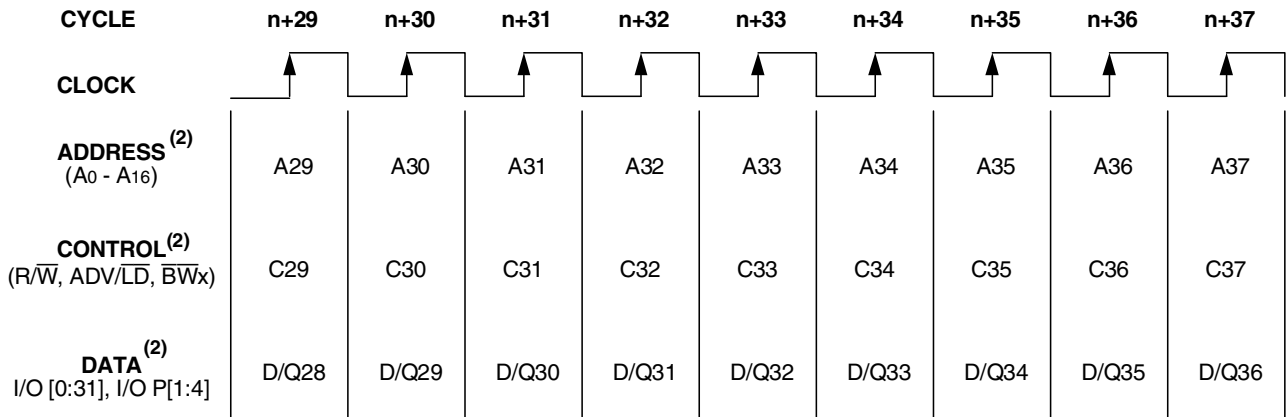 CYCLE n+29 n+30 n+31 n+32 n+33 n+34 n+35 n+36 n+37
CLOCK
ADDRESS (2)
(A0 - A16) A29 A30 A31 A32 A33 A34 A35 A36 A37
CONTROL (2)
(R/W̅, ADV/L̅D̅, B̅W̅x) C29 C30 C31 C32 C33 C34 C35 C36 C37
DATA (2)
I/O [0:31], I/O P[1:4] D/Q28 D/Q29 D/Q30 D/Q31 D/Q32 D/Q33 D/Q34 D/Q35 D/Q36